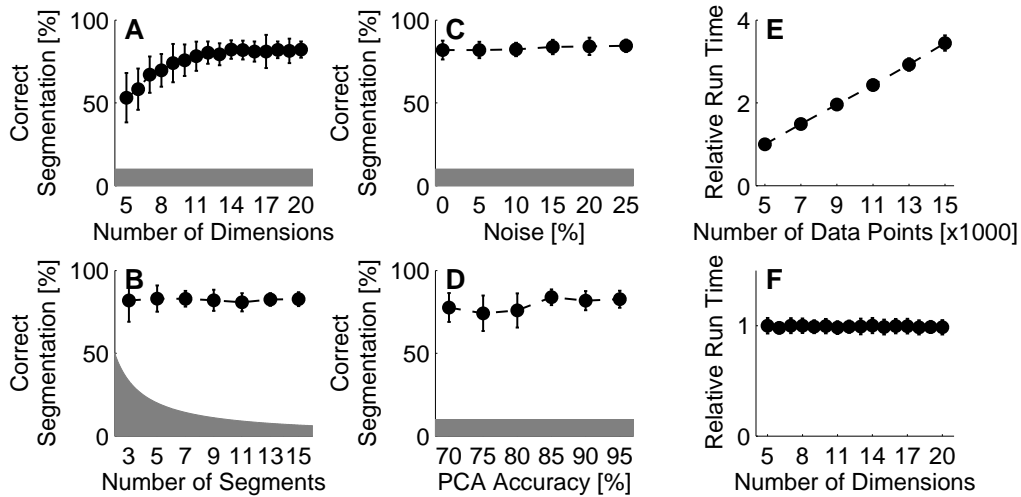 A
Correct
Segmentation [%]
100
50
0
5 8 11 14 17 20
Number of Dimensions
C
Correct
Segmentation [%]
100
50
0
0 5 10 15 20 25
Noise [%]
E
Relative Run Time
4
2
0
5 7 9 11 13 15
Number of Data Points [x1000]
B
Correct
Segmentation [%]
100
50
0
3 5 7 9 11 13 15
Number of Segments
D
Correct
Segmentation [%]
100
50
0
70 75 80 85 90 95
PCA Accuracy [%]
F
Relative Run Time
1
0
5 8 11 14 17 20
Number of Dimensions